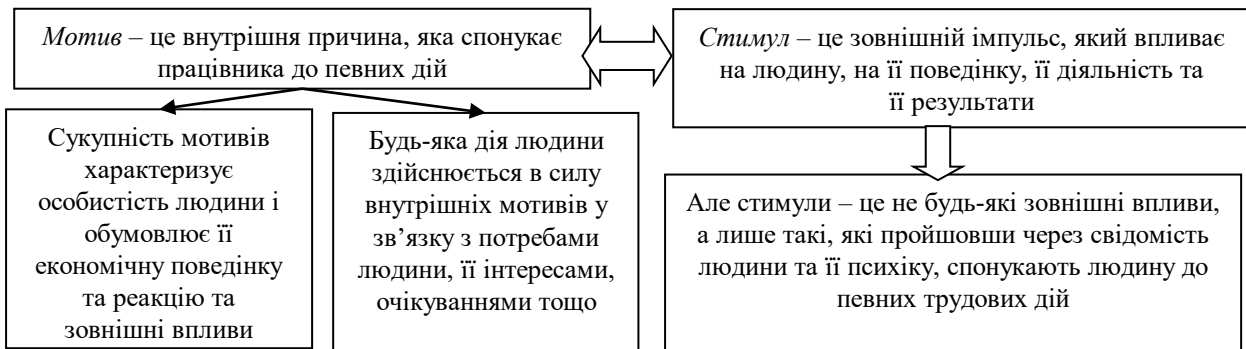 Мотив – це внутрішня причина, яка спонукає
працівника до певних дій
Стимул – це зовнішній імпульс, який впливає
на людину, на її поведінку, її діяльність та
її результати
Сукупність мотивів
характеризує
особистість людини і
обумовлює її
економічну поведінку
та реакцію та
зовнішні впливи
Будь-яка дія людини
здійснюється в силу
внутрішніх мотивів у
зв’язку з потребами
людини, її інтересами,
очікуваннями тощо
Але стимули – це не будь-які зовнішні впливи,
а лише такі, які пройшовши через свідомість
людини та її психіку, спонукають людину до
певних трудових дій